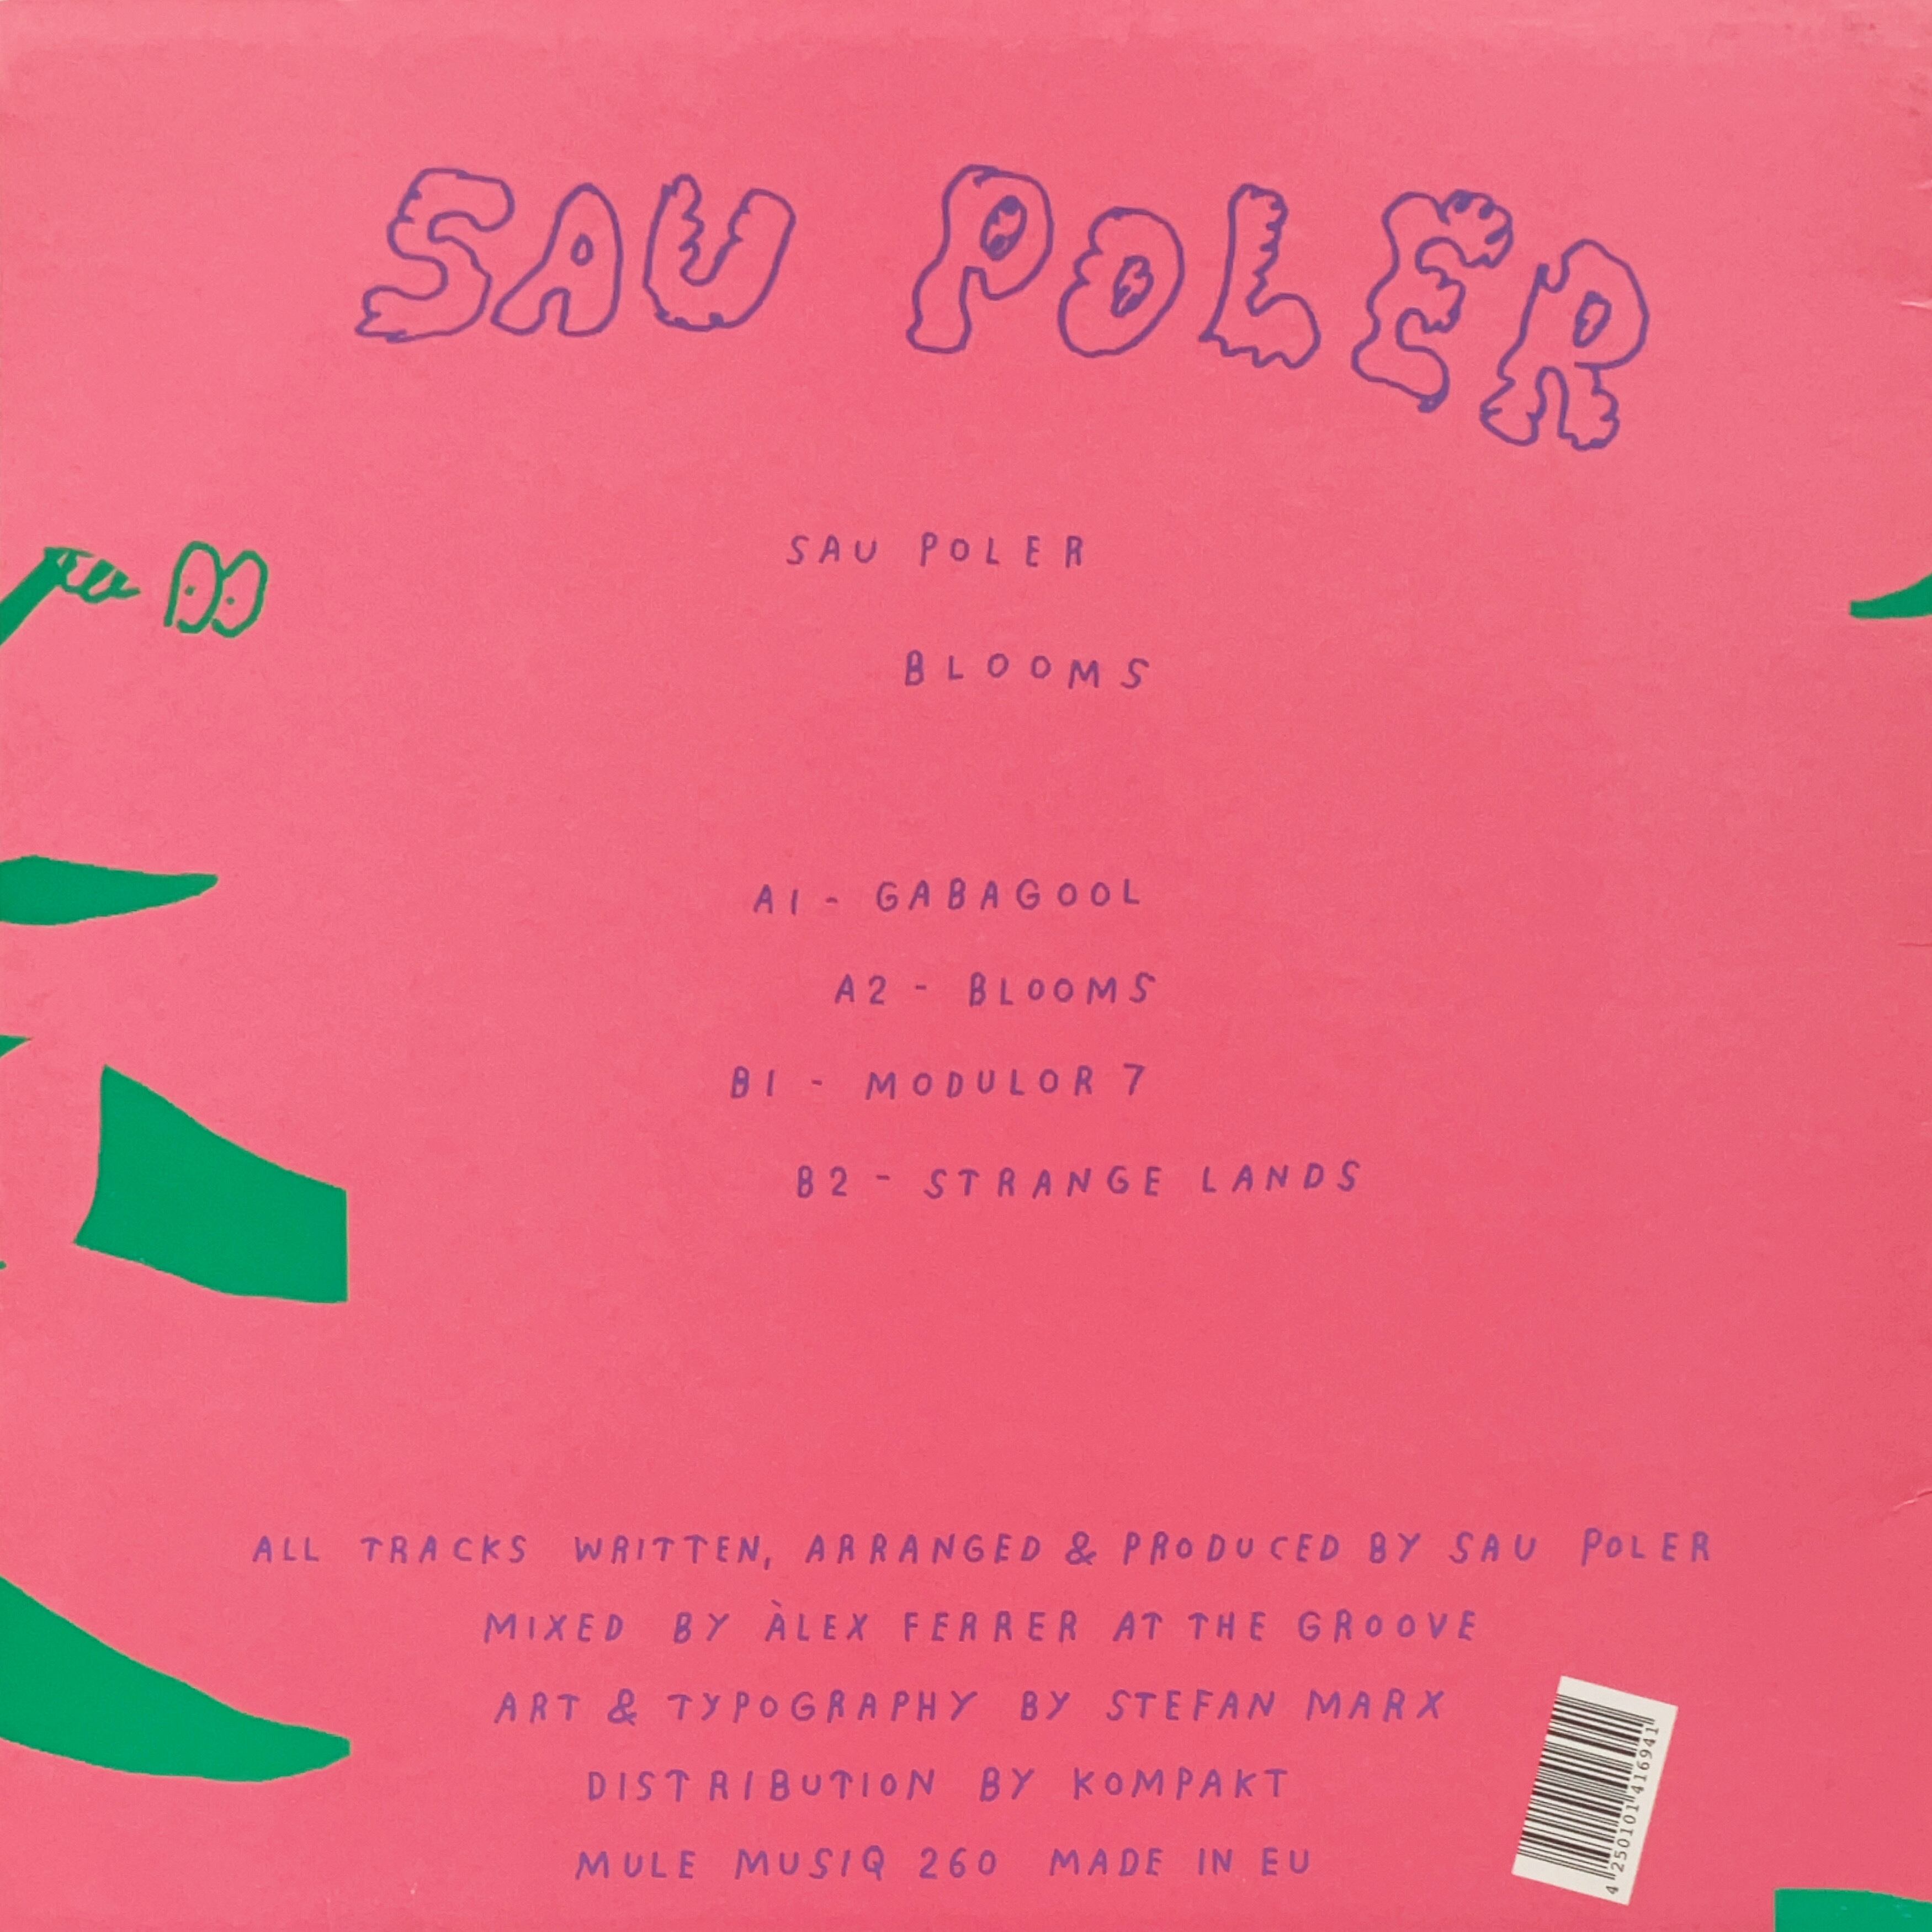 SAU POLER
SAU POLER
BLOOMS
A1 - GABAGOOL
A2 - BLOOMS
B1 - MODULOR 7
B2 - STRANGE LANDS
ALL TRACKS WRITTEN, ARRANGED & PRODUCED BY SAU POLER
MIXED BY ÀLEX FERRER AT THE GROOVE
ART & TYPOGRAPHY BY STEFAN MARX
DISTRIBUTION BY KOMPAKT
MULE MUSIQ 260 MADE IN EU
4 250101 416941